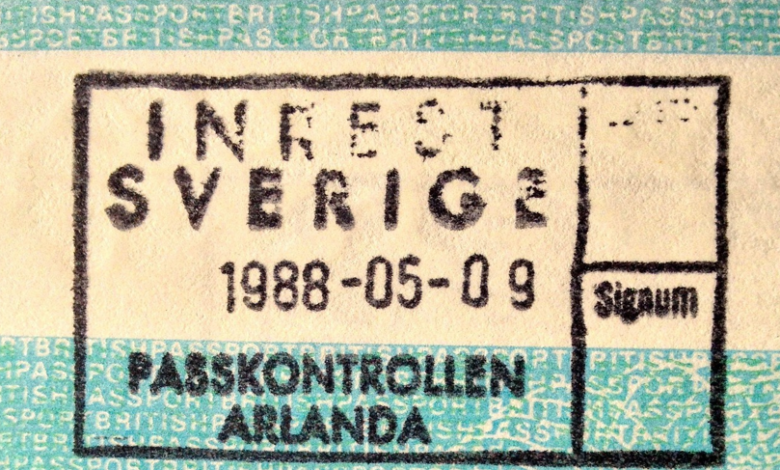 INREST
SVERIGE
1988-05-09
Signum
PASSKONTROLLEN
ARLANDA